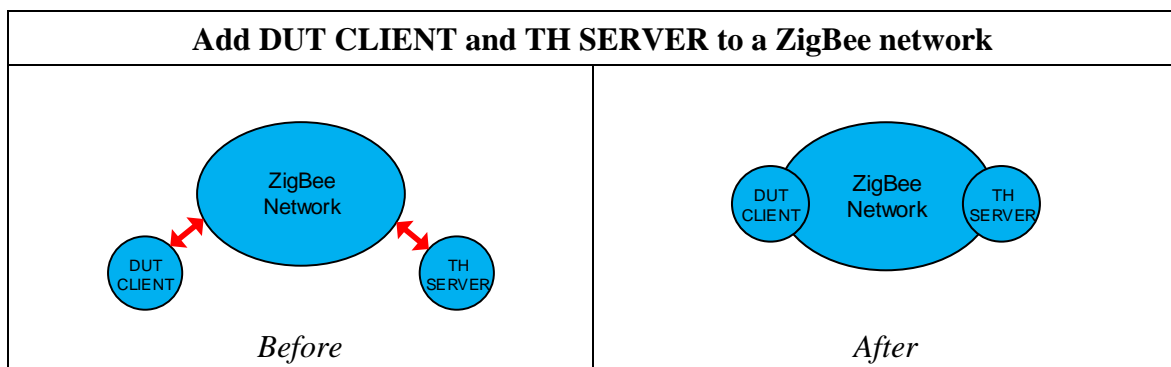 Add DUT CLIENT and TH SERVER to a ZigBee network
ZigBee
Network
DUT
CLIENT
TH
SERVER
Before
DUT
CLIENT
ZigBee
Network
TH
SERVER
After